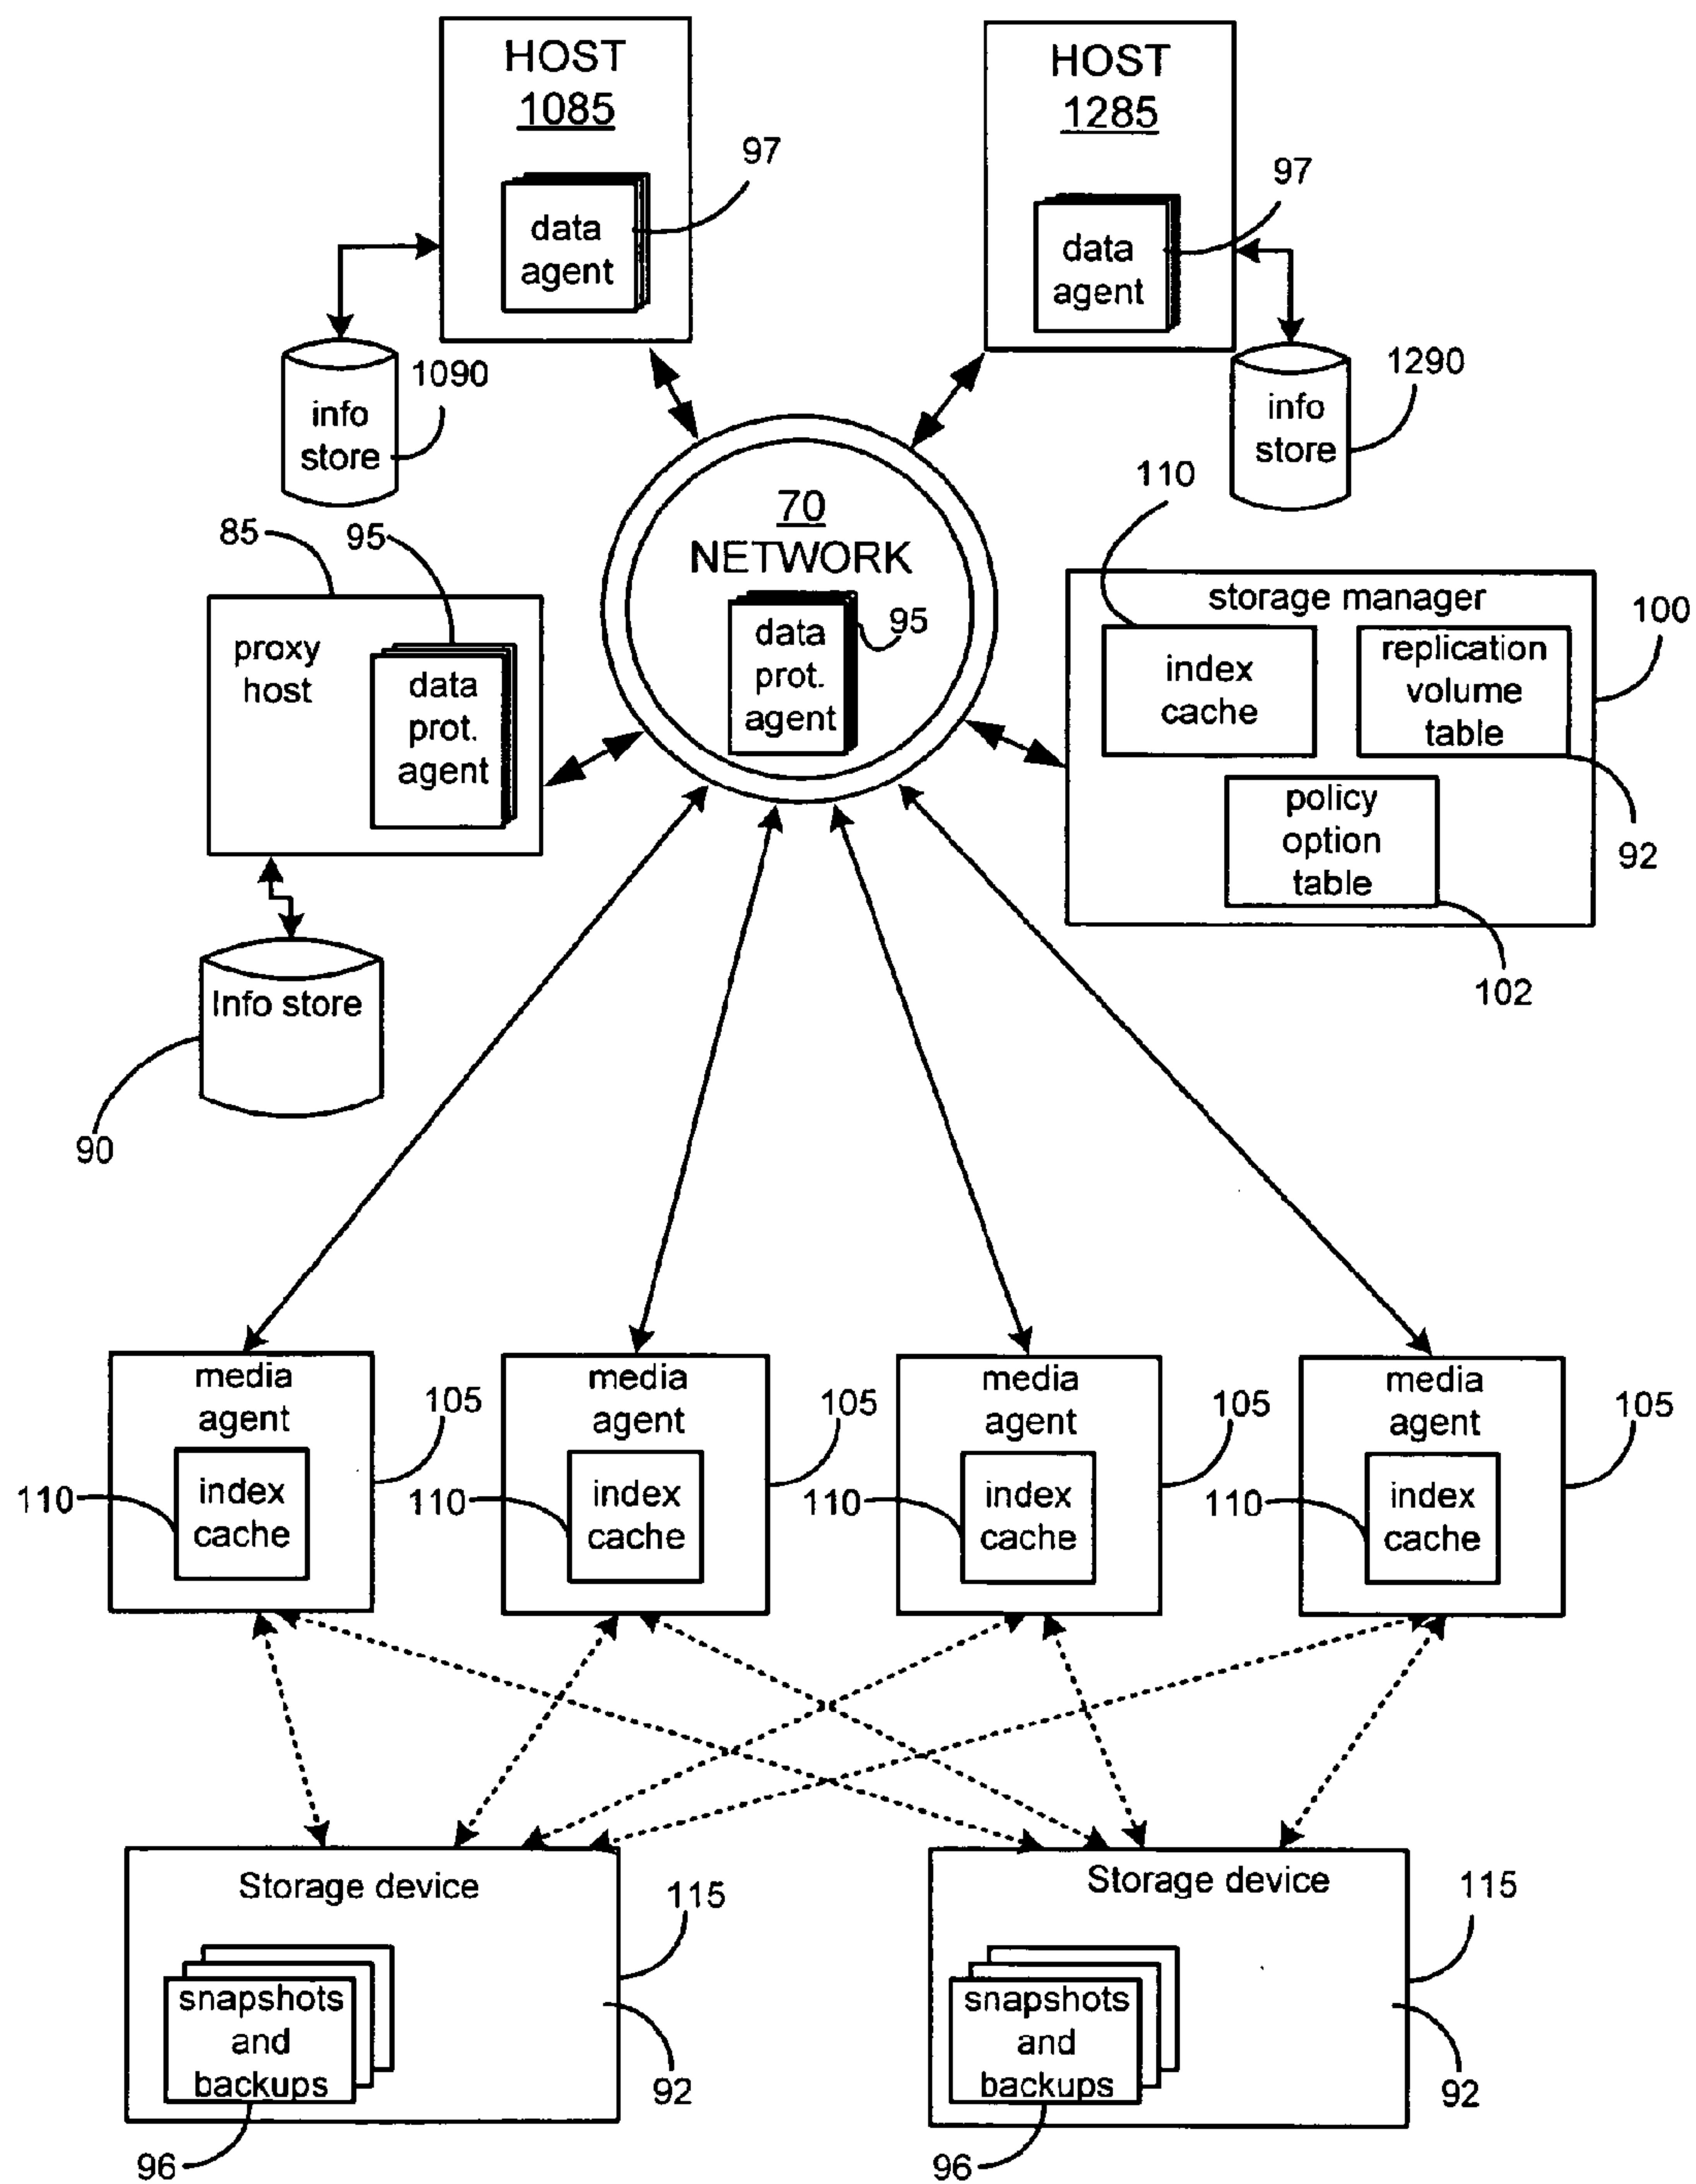 HOST
1085
data
agent
97
HOST
1285
data
agent
97
info
store
1090
info
store
1290
70
NETWORK
data
prot.
agent
95
85
95
proxy
host
data
prot.
agent
Info store
90
110
storage manager
index
cache
replication
volume
table
policy
option
table
100
92
102
media
agent
index
cache
105
110
media
agent
index
cache
105
110
media
agent
index
cache
105
110
media
agent
index
cache
105
110
Storage device
snapshots
and
backups
115
92
96
Storage device
snapshots
and
backups
115
92
96